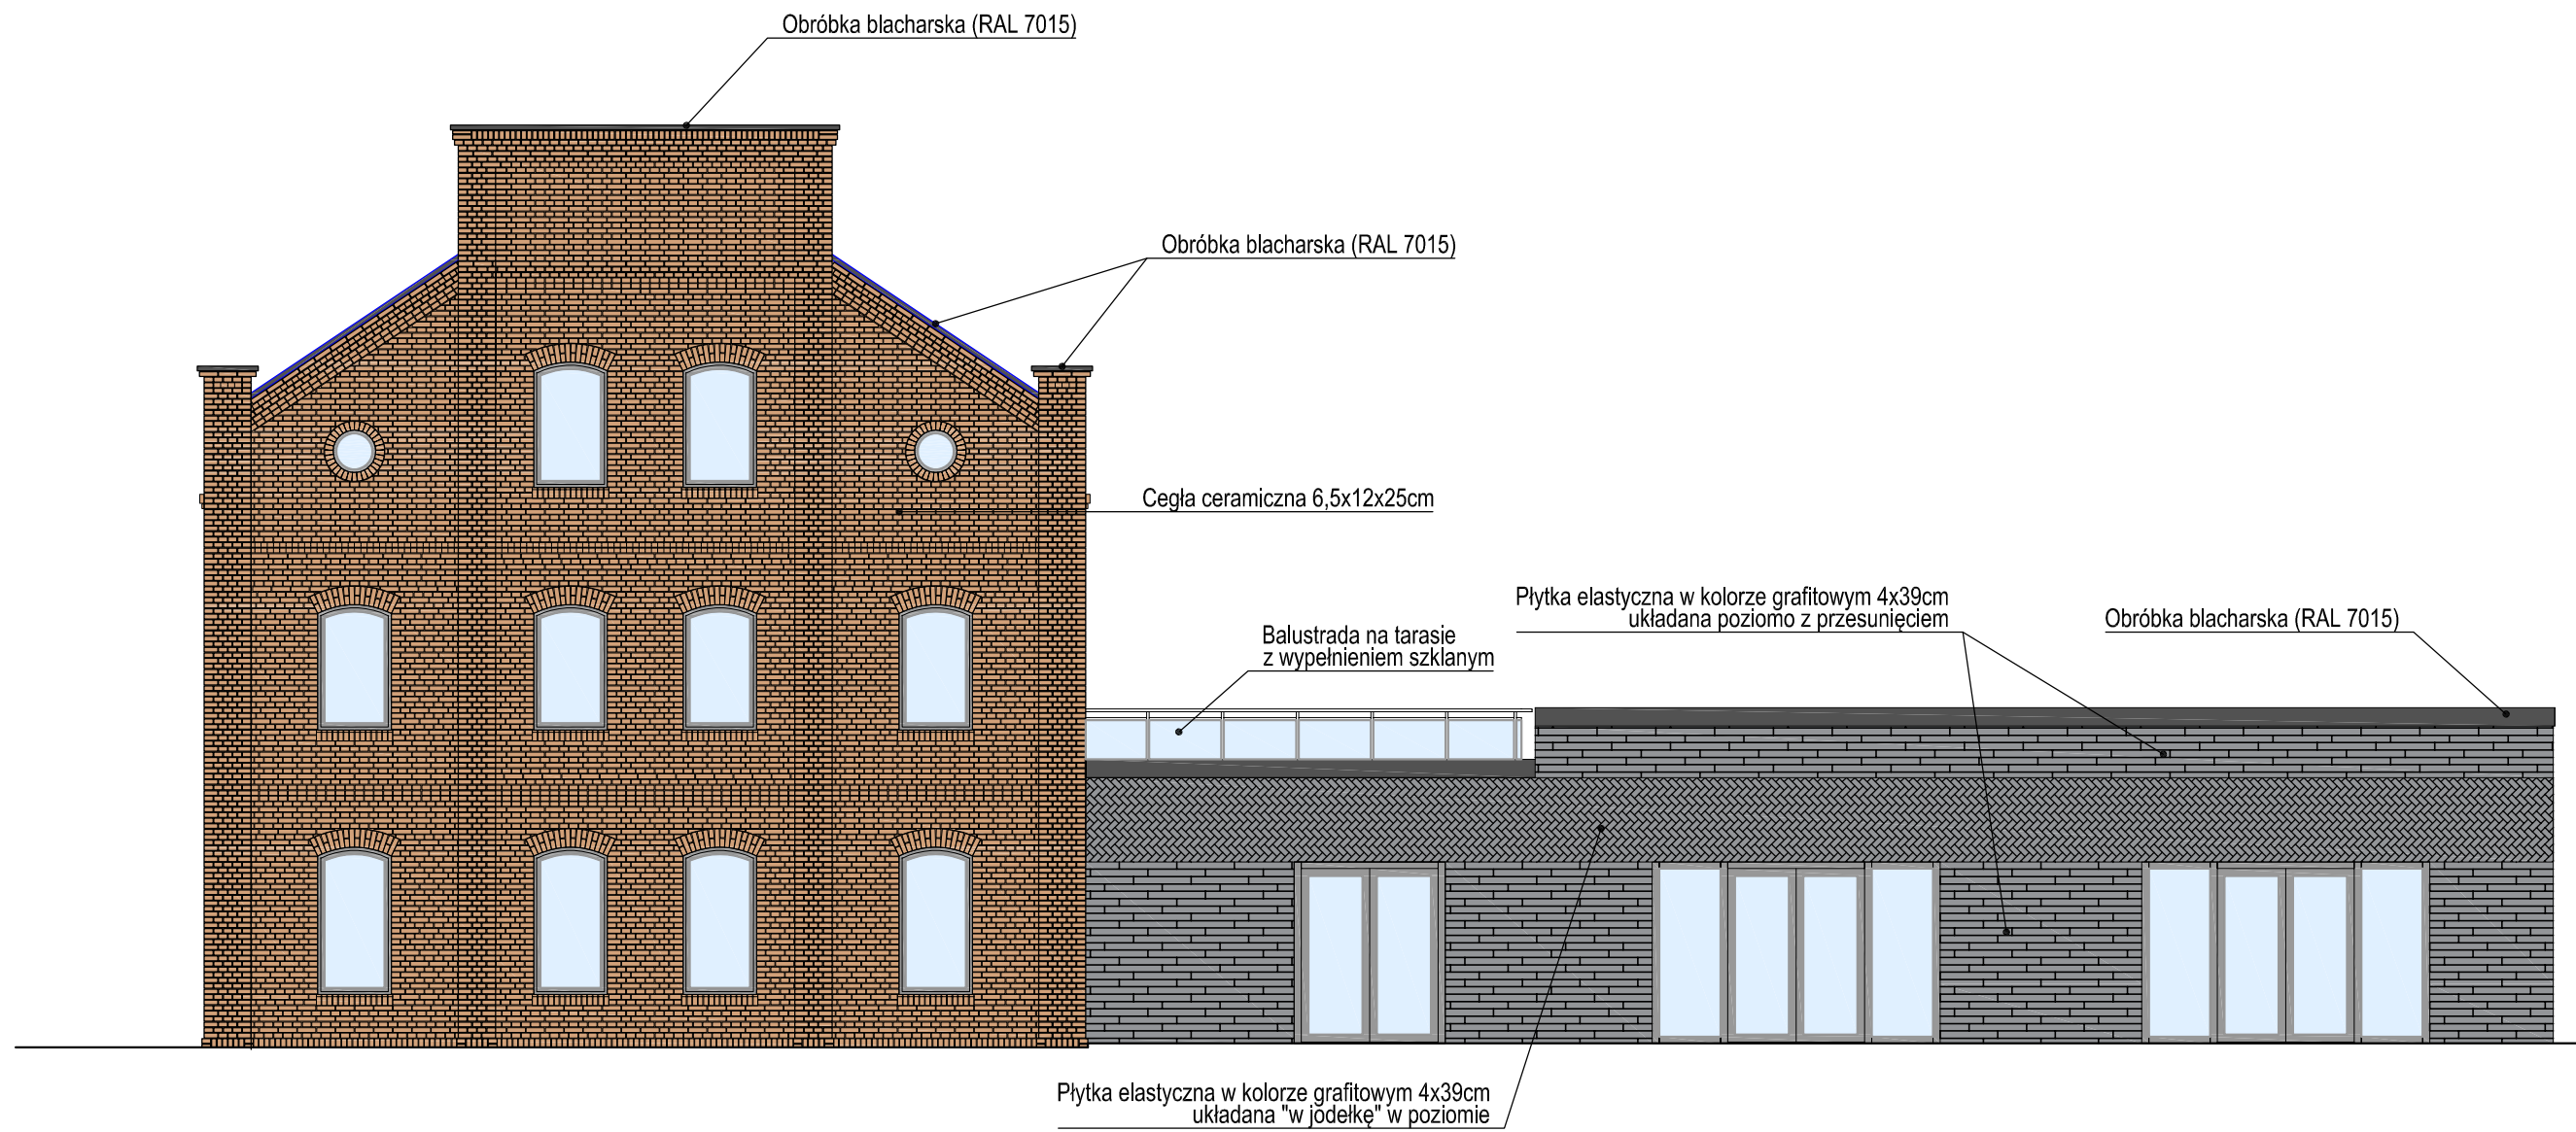 Obróbka blacharska (RAL 7015)
Obróbka blacharska (RAL 7015)
Cegła ceramiczna 6,5x12x25cm
Płytka elastyczna w kolorze grafitowym 4x39cm
układana poziomo z przesunięciem
Obróbka blacharska (RAL 7015)
Balustrada na tarasie
z wypełnieniem szklanym
Płytka elastyczna w kolorze grafitowym 4x39cm
układana "w jodełkę" w poziomie